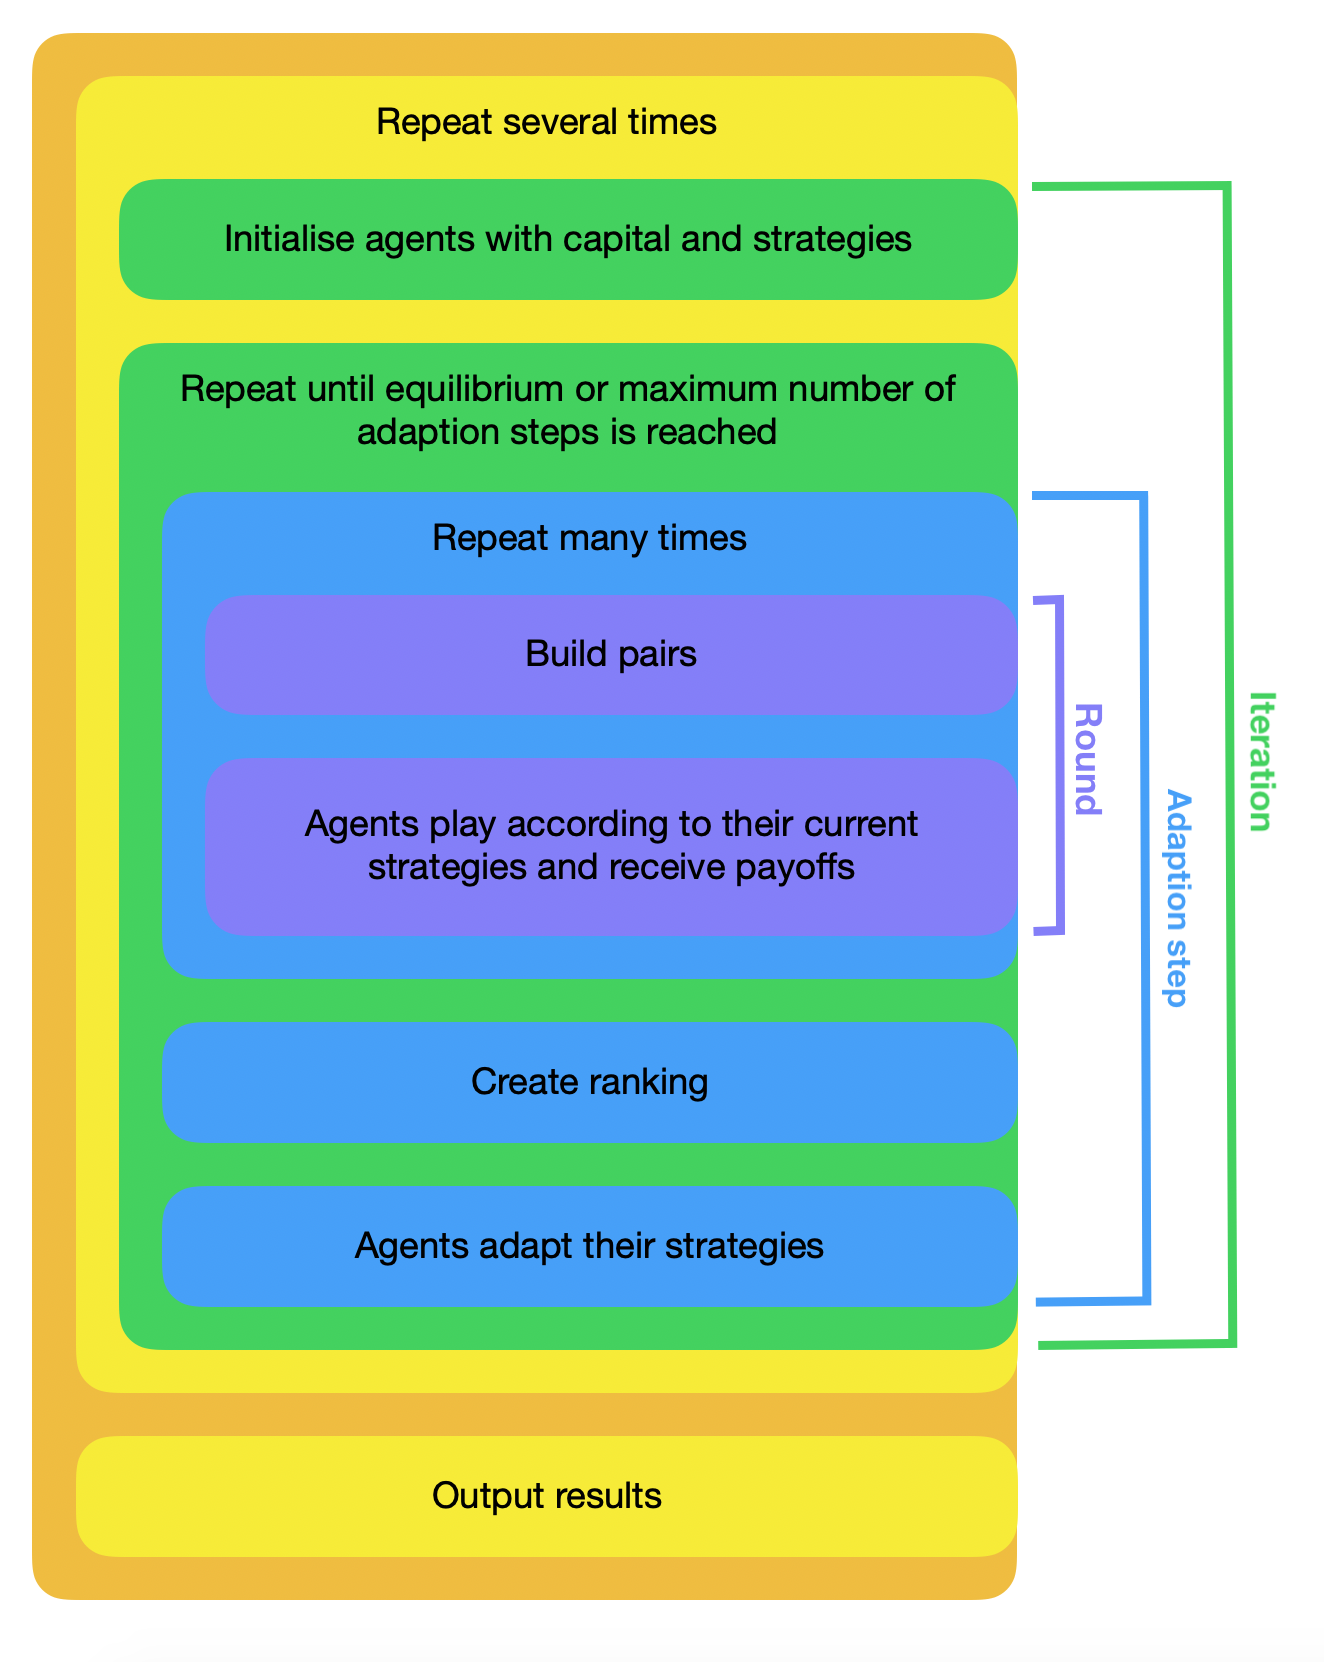 Repeat several times
Initialise agents with capital and strategies
Repeat until equilibrium or maximum number of
adaption steps is reached
Repeat many times
Build pairs
Agents play according to their current
strategies and receive payoffs
Create ranking
Agents adapt their strategies
Output results
Round
Adaption step
Iteration